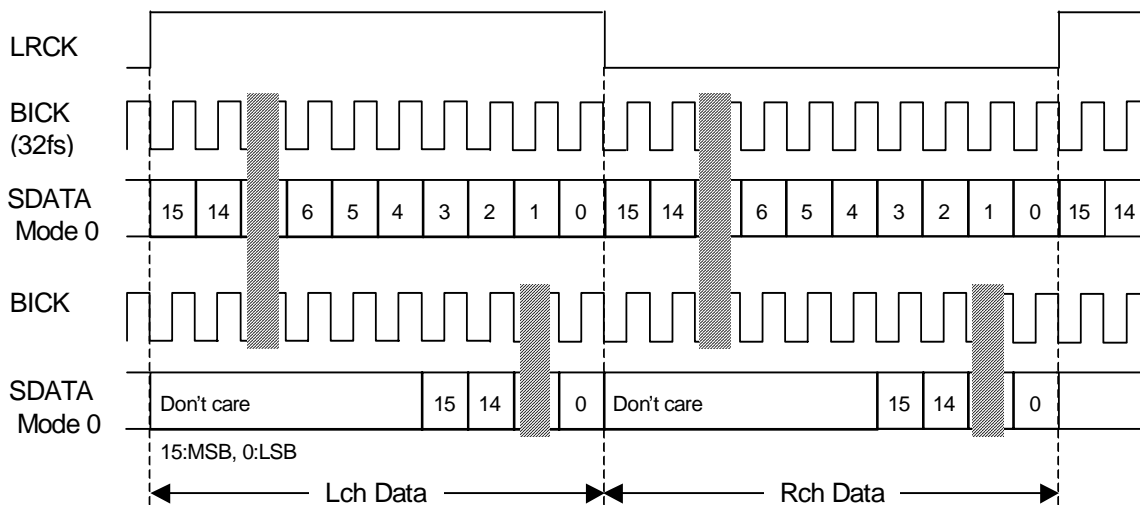 LRCK
BICK
(32fs)
SDATA
Mode 0
15 14 6 5 4 3 2 1 0 15 14 6 5 4 3 2 1 0 15 14
BICK
SDATA
Mode 0
Don't care 15 14 0 Don't care 15 14 0
15:MSB, 0:LSB
Lch Data Rch Data